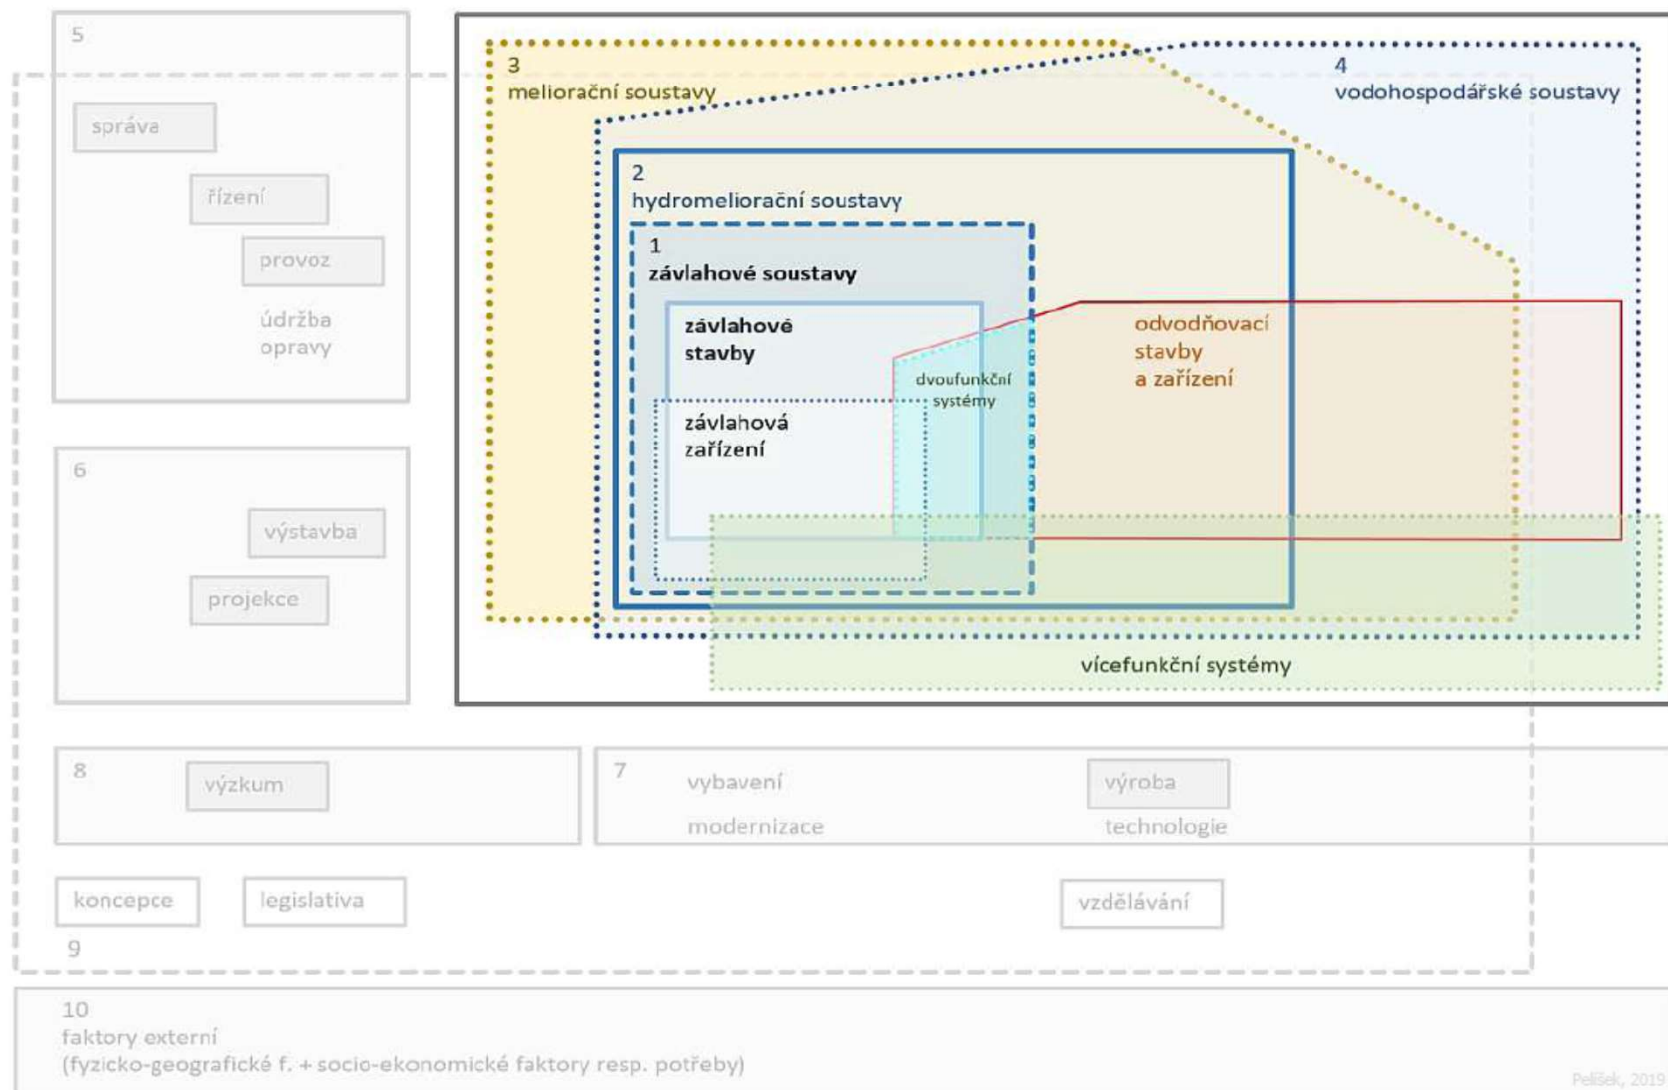 5
správa
řízení
provoz
údržba
opravy
3
meliorační soustavy
4
vodohospodářské soustavy
2
hydromeliorační soustavy
1
závlahové soustavy
závlahové
stavby
odvodňovací
stavby
a zařízení
dvoufunkční
systémy
závlahová
zařízení
vícefunkční systémy
6
výstavba
projekce
8
výzkum
7
vybavení
modernizace
výroba
technologie
koncepce
legislativa
vzdělávání
9
10
faktory externí
(fyzicko-geografické f. + socio-ekonomické faktory resp. potřeby)
Pelíšek, 2019